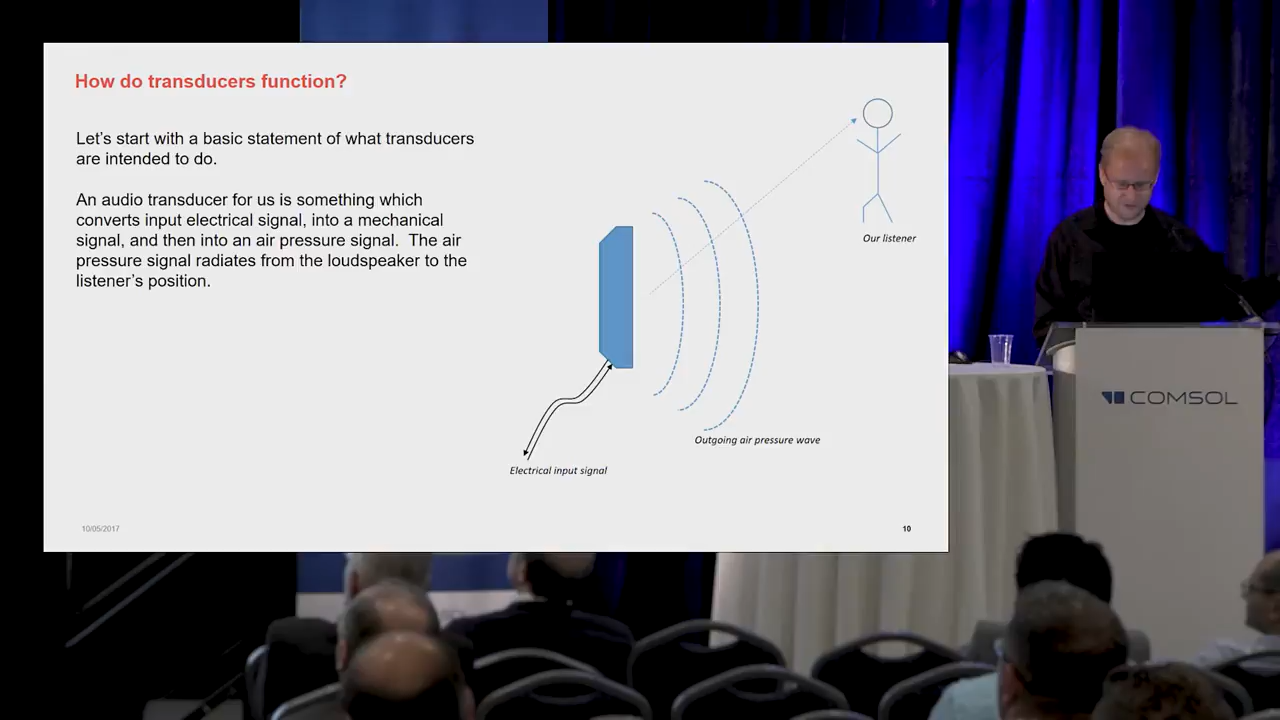 How do transducers function?
Let's start with a basic statement of what transducers
are intended to do.
An audio transducer for us is something which
converts input electrical signal, into a mechanical
signal, and then into an air pressure signal.  The air
pressure signal radiates from the loudspeaker to the
listener's position.
Our listener
Outgoing air pressure wave
Electrical input signal
10/05/2017
10
COMSOL